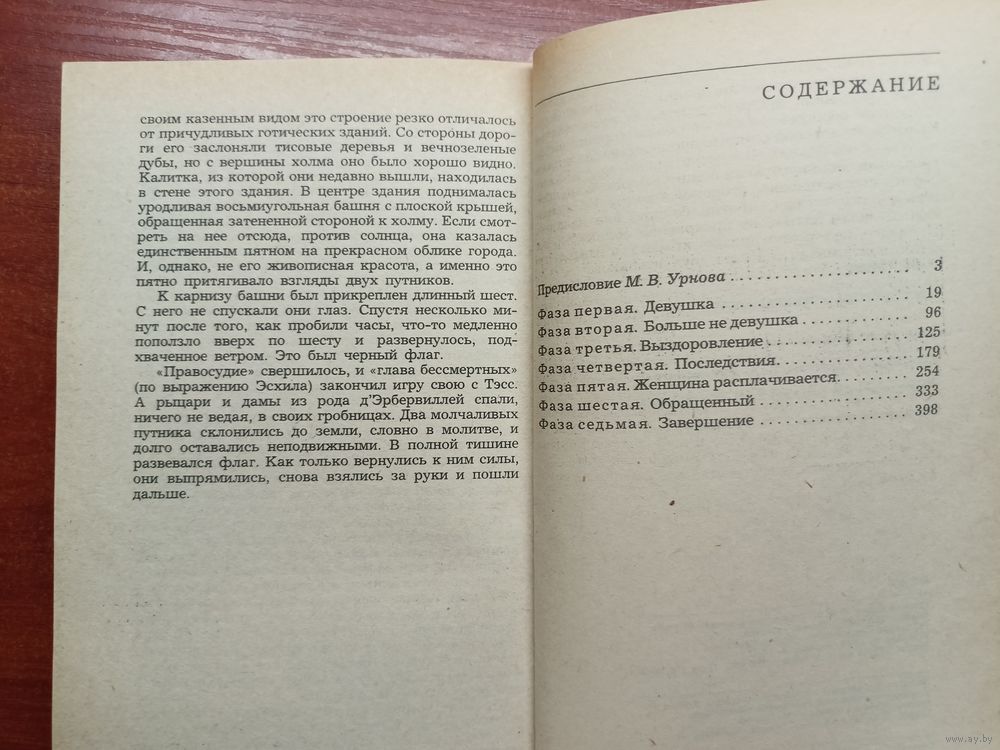 своим казенным видом это строение резко отличалось
от причудливых готических зданий. Со стороны доро-
ги его заслоняли тисовые деревья и вечнозеленые
дубы, но с вершины холма оно было хорошо видно.
Калитка, из которой они недавно вышли, находилась
в стене этого здания. В центре здания поднималась
уродливая восьмиугольная башня с плоской крышей,
обращенная затененной стороной к холму. Если смот-
реть на нее отсюда, против солнца, она казалась
единственным пятном на прекрасном облике города.
И, однако, не его живописная красота, а именно это
пятно притягивало взгляды двух путников.
К карнизу башни был прикреплен длинный шест.
С него не спускали они глаз. Спустя несколько ми-
нут после того, как пробили часы, что-то медленно
поползло вверх по шесту и развернулось, под-
хваченное ветром. Это был черный флаг.
«Правосудие» свершилось, и «глава бессмертных»
(по выражению Эсхила) закончил игру свою с Тэсс.
А рыцари и дамы из рода д'Эрбервиллей спали,
ничего не ведая, в своих гробницах. Два молчаливых
путника склонились до земли, словно в молитве, и
долго оставались неподвижными. В полной тишине
развевался флаг. Как только вернулись к ним силы,
они выпрямились, снова взялись за руки и пошли
дальше.
СОДЕРЖАНИЕ
Предисловие М. В. Урнова . . . . . . . . . . . . 3
Фаза первая. Девушка . . . . . . . . . . . . 19
Фаза вторая. Больше не девушка . . . . . . . . 96
Фаза третья. Выздоровление . . . . . . . . . . 125
Фаза четвертая. Последствия. . . . . . . . . . 179
Фаза пятая. Женщина расплачивается. . . . . . . 254
Фаза шестая. Обращенный . . . . . . . . . . . 333
Фаза седьмая. Завершение . . . . . . . . . . . 398
www.ay.by